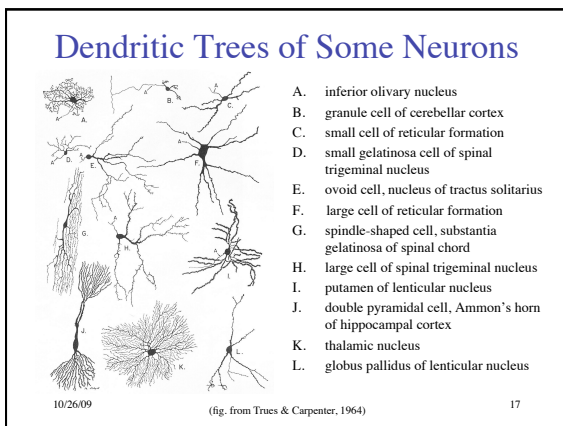 Dendritic Trees of Some Neurons
A. inferior olivary nucleus
B. granule cell of cerebellar cortex
C. small cell of reticular formation
D. small gelatinosa cell of spinal
trigeminal nucleus
E. ovoid cell, nucleus of tractus solitarius
F. large cell of reticular formation
G. spindle-shaped cell, substantia
gelatinosa of spinal chord
H. large cell of spinal trigeminal nucleus
I. putamen of lenticular nucleus
J. double pyramidal cell, Ammon's horn
of hippocampal cortex
K. thalamic nucleus
L. globus pallidus of lenticular nucleus
A
A.
A
B.
A
C.
A
D.
E.
A
F.
G.
A
H.
A
I.
J.
K.
L.
10/26/09
(fig. from Trues & Carpenter, 1964)
17